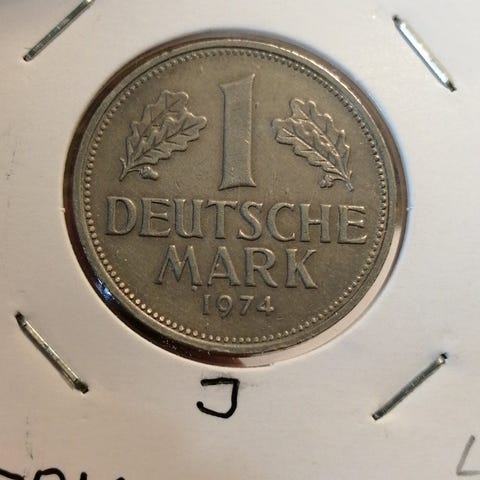 1
DEUTSCHE
MARK
1974
J